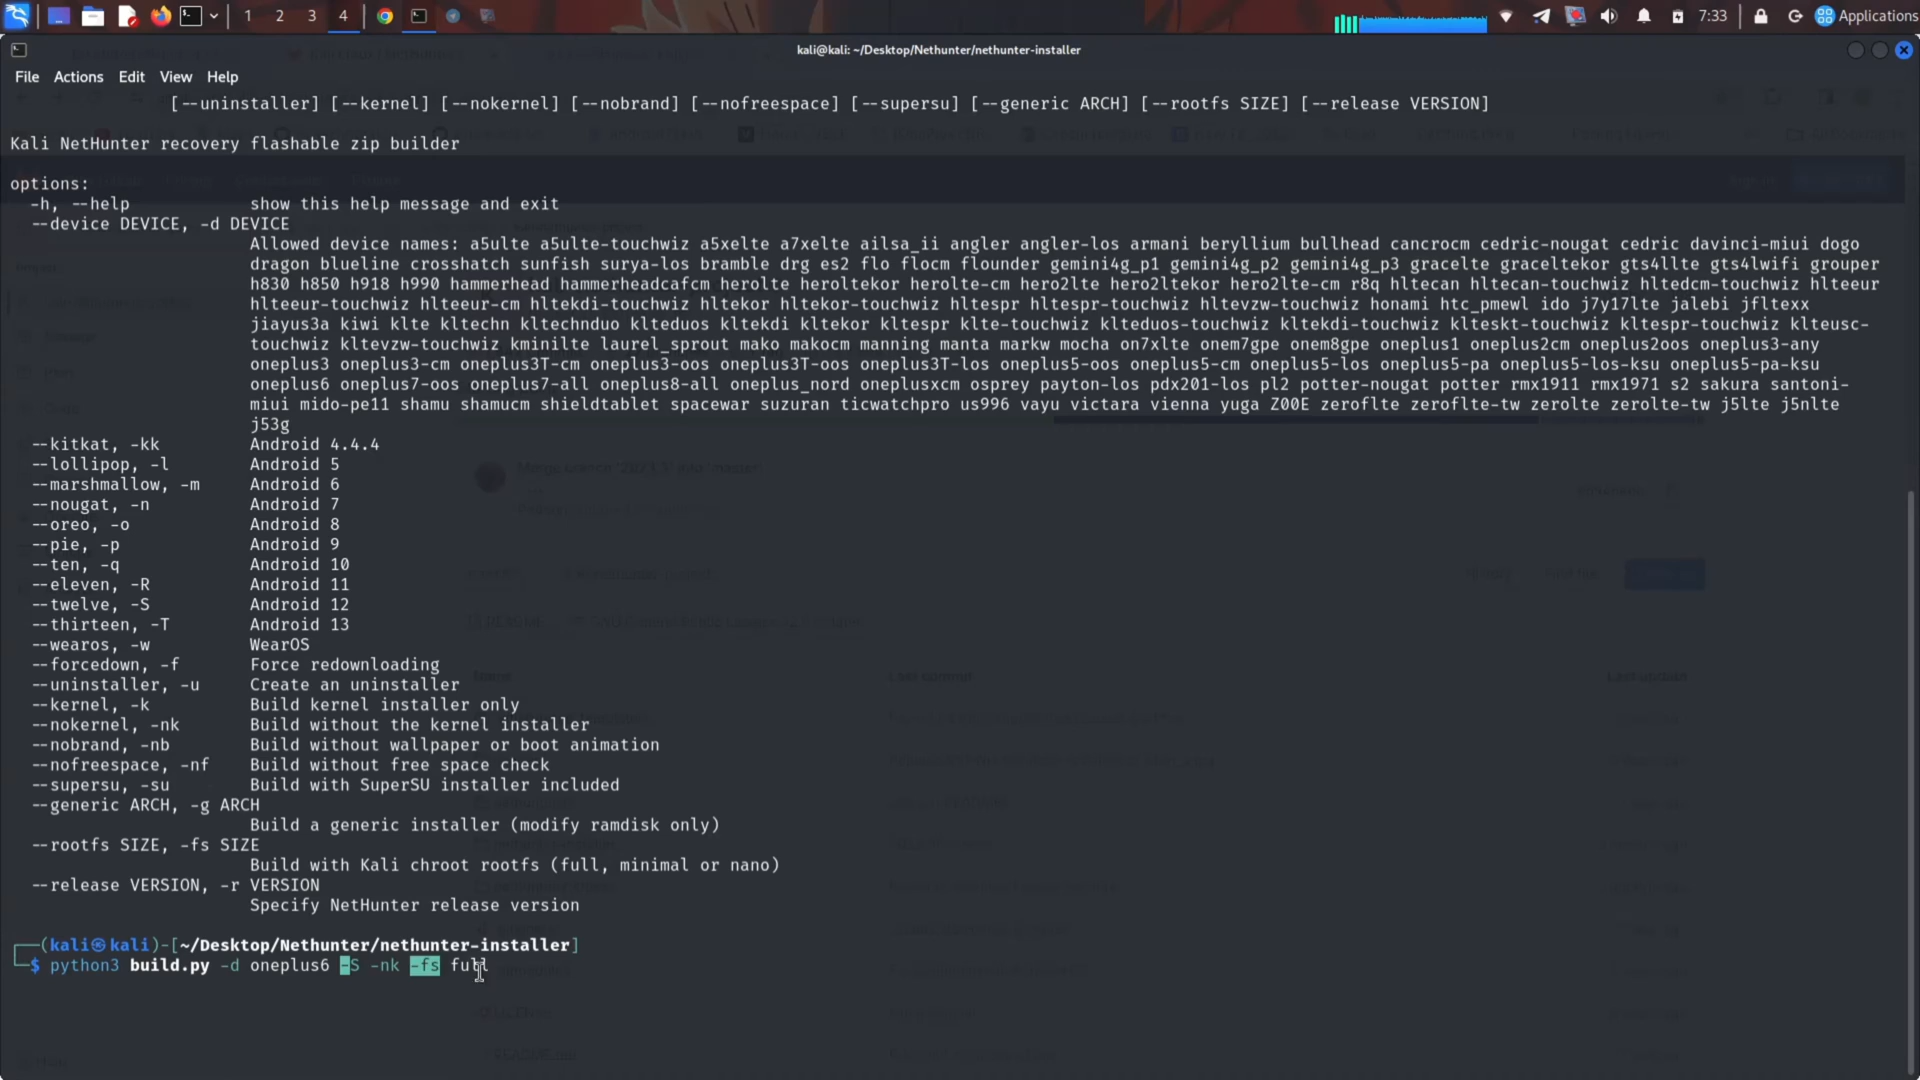 1 2 3 4 7:33 Applications
kali@kali: ~/Desktop/Nethunter/nethunter-installer
File Actions Edit View Help
[--uninstaller] [--kernel] [--nokernel] [--nobrand] [--nofreespace] [--supersu] [--generic ARCH] [--rootfs SIZE] [--release VERSION]
Kali NetHunter recovery flashable zip builder
options:
-h, --help show this help message and exit
--device DEVICE, -d DEVICE
Allowed device names: a5ulte a5ulte-touchwiz a5xelte a7xelte ailsa_ii angler angler-los armani beryllium bullhead cancrocm cedric-nougat cedric davinci-miui dogo
dragon blueline crosshatch sunfish surya-los bramble drg es2 flo flocm flounder gemini4g_p1 gemini4g_p2 gemini4g_p3 gracelte graceltekor gts4llte gts4lwifi grouper
h830 h850 h918 h990 hammerhead hammerheadcafcm herolte heroltekor herolte-cm hero2lte hero2ltekor hero2lte-cm r8q hltecan hltecan-touchwiz hltedcm-touchwiz hlteeur
hlteeur-touchwiz hlteeur-cm hltekdi-touchwiz hltekor hltekor-touchwiz hltespr hltespr-touchwiz hltevzw-touchwiz honami htc_pmewl ido j7y17lte jalebi jfltexx
jiayus3a kiwi klte kltechn kltechnduo klteduos kltekdi kltekor kltespr klte-touchwiz klteduos-touchwiz kltekdi-touchwiz klteskt-touchwiz kltespr-touchwiz klteusc-
touchwiz kltevzw-touchwiz kminilte laurel_sprout mako makocm manning manta markw mocha on7xlte onem7gpe onem8gpe oneplus1 oneplus2cm oneplus2oos oneplus3-any
oneplus3 oneplus3-cm oneplus3T-cm oneplus3-oos oneplus3T-oos oneplus3T-los oneplus5-oos oneplus5-cm oneplus5-los oneplus5-pa oneplus5-los-ksu oneplus5-pa-ksu
oneplus6 oneplus7-oos oneplus7-all oneplus8-all oneplus_nord oneplusxcm osprey payton-los pdx201-los pl2 potter-nougat potter rmx1911 rmx1971 s2 sakura santoni-
miui mido-pe11 shamu shamucm shieldtablet spacewar suzuran ticwatchpro us996 vayu victara vienna yuga Z00E zeroflte zeroflte-tw zerolte zerolte-tw j5lte j5nlte
j53g
--kitkat, -kk Android 4.4.4
--lollipop, -l Android 5
--marshmallow, -m Android 6
--nougat, -n Android 7
--oreo, -o Android 8
--pie, -p Android 9
--ten, -q Android 10
--eleven, -R Android 11
--twelve, -S Android 12
--thirteen, -T Android 13
--wearos, -w WearOS
--forcedown, -f Force redownloading
--uninstaller, -u Create an uninstaller
--kernel, -k Build kernel installer only
--nokernel, -nk Build without the kernel installer
--nobrand, -nb Build without wallpaper or boot animation
--nofreespace, -nf Build without free space check
--supersu, -su Build with SuperSU installer included
--generic ARCH, -g ARCH
Build a generic installer (modify ramdisk only)
--rootfs SIZE, -fs SIZE
Build with Kali chroot rootfs (full, minimal or nano)
--release VERSION, -r VERSION
Specify NetHunter release version
(kali㉿kali)-[~/Desktop/Nethunter/nethunter-installer]
$ python3 build.py -d oneplus6 -S -nk -fs full